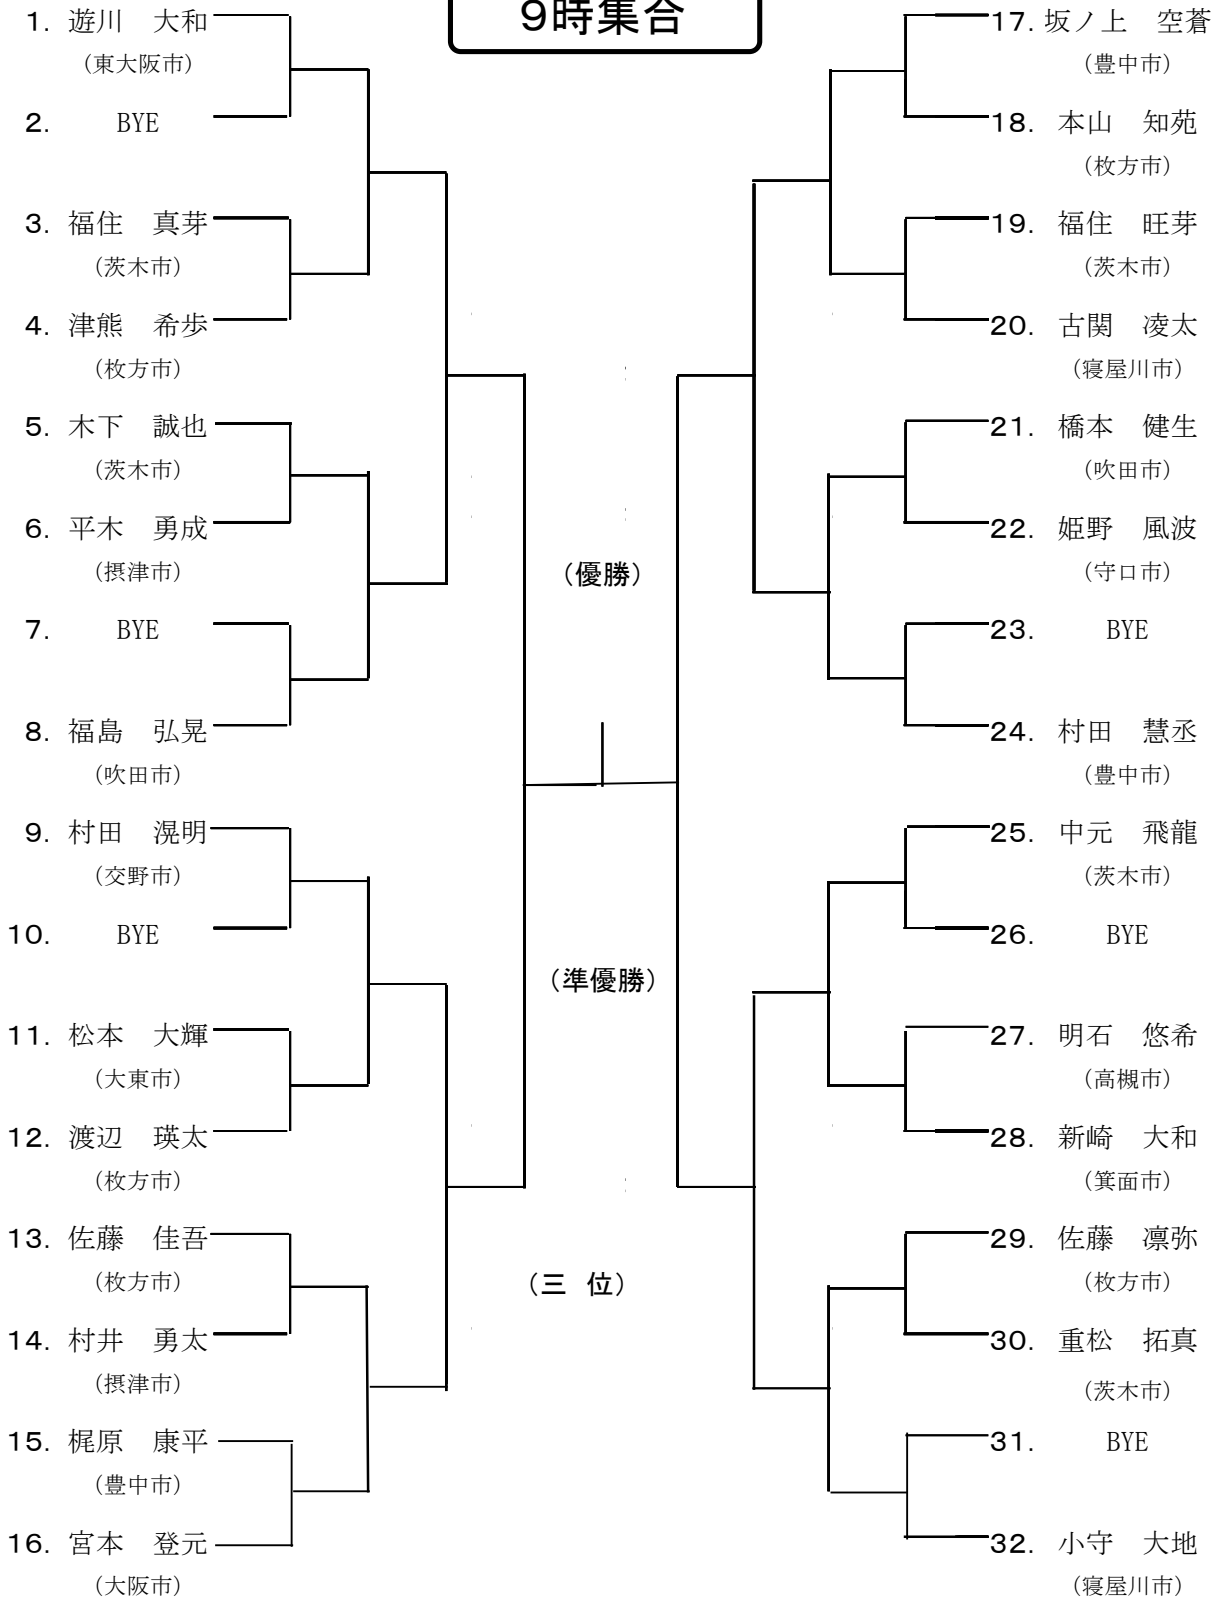 9時集合
1. 遊川　大和
（東大阪市）
2.　BYE
3. 福住　真芽
（茨木市）
4. 津熊　希歩
（枚方市）
5. 木下　誠也
（茨木市）
6. 平木　勇成
（摂津市）
7.　BYE
8. 福島　弘晃
（吹田市）
9. 村田　滉明
（交野市）
10.　BYE
11. 松本　大輝
（大東市）
12. 渡辺　瑛太
（枚方市）
13. 佐藤　佳吾
（枚方市）
14. 村井　勇太
（摂津市）
15. 梶原　康平
（豊中市）
16. 宮本　登元
（大阪市）
（優勝）
（準優勝）
（三　位）
17. 坂ノ上　空蒼
（豊中市）
18. 本山　知苑
（枚方市）
19. 福住　旺芽
（茨木市）
20. 古関　凌太
（寝屋川市）
21. 橋本　健生
（吹田市）
22. 姫野　風波
（守口市）
23.　BYE
24. 村田　慧丞
（豊中市）
25. 中元　飛龍
（茨木市）
26.　BYE
27. 明石　悠希
（高槻市）
28. 新崎　大和
（箕面市）
29. 佐藤　凛弥
（枚方市）
30. 重松　拓真
（茨木市）
31.　BYE
32. 小守　大地
（寝屋川市）